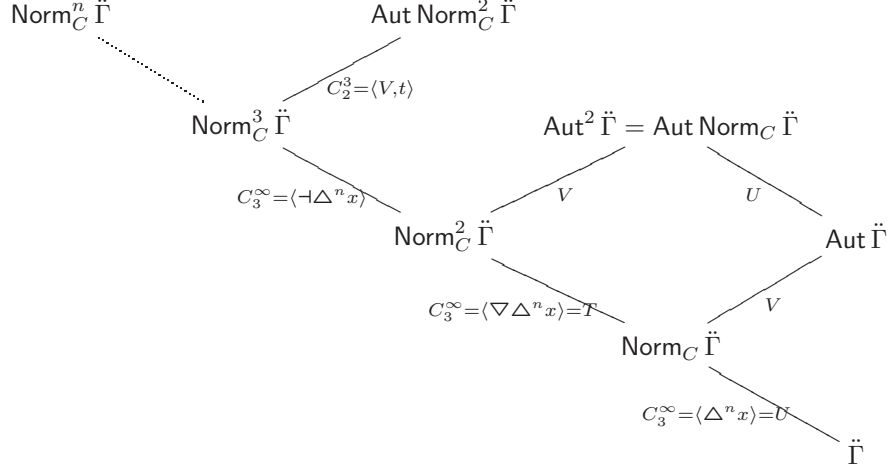 Norm_C^n Γ̈ Aut Norm_C^2 Γ̈
C_2^3=⟨V,t⟩
Norm_C^3 Γ̈ Aut^2 Γ̈ = Aut Norm_C Γ̈
C_3^∞=⟨⊣△^n x⟩ V U
Norm_C^2 Γ̈ Aut Γ̈
C_3^∞=⟨▽△^n x⟩=T V
Norm_C Γ̈
C_3^∞=⟨△^n x⟩=U
Γ̈